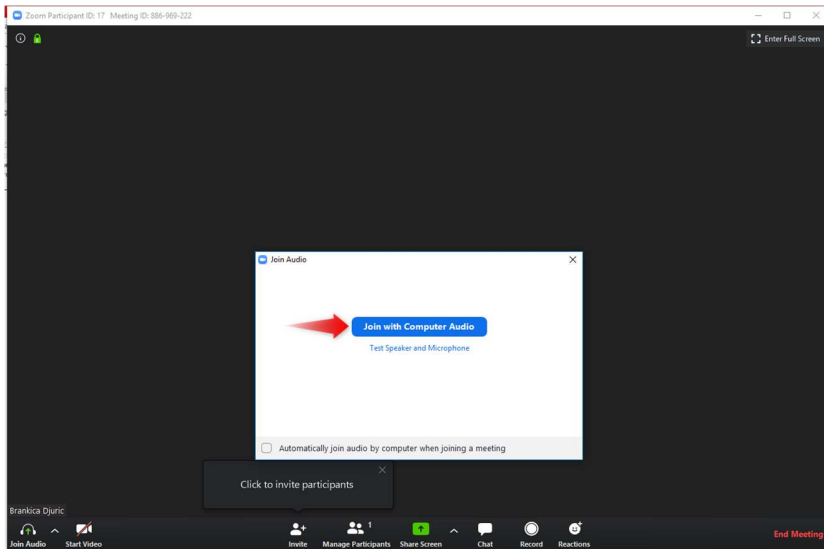 Zoom Participant ID: 17 Meeting ID: 886-969-222
Enter Full Screen
Join Audio
Join with Computer Audio
Test Speaker and Microphone
Automatically join audio by computer when joining a meeting
Click to invite participants
Brankica Djuric
1
Join Audio Start Video Invite Manage Participants Share Screen Chat Record Reactions End Meeting